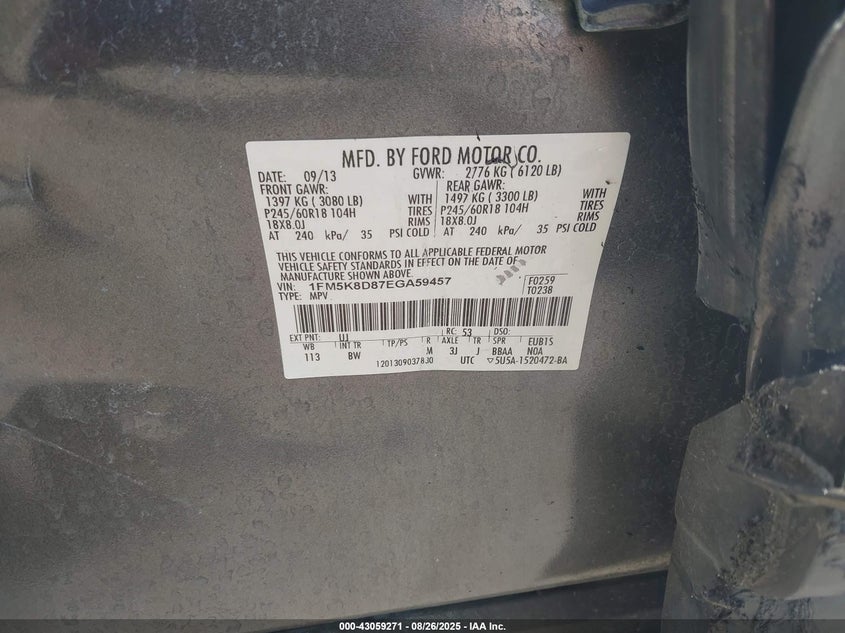 MFD. BY FORD MOTOR CO.
DATE: 09/13 GVWR: 2776 KG ( 6120 LB)
FRONT GAWR: REAR GAWR:
1397 KG ( 3080 LB) WITH 1497 KG ( 3300 LB) WITH
P245/60R18 104H TIRES P245/60R18 104H TIRES
18X8.0J RIMS 18X8.0J RIMS
AT 240 kPa/ 35 PSI COLD AT 240 kPa/ 35 PSI COLD
THIS VEHICLE CONFORMS TO ALL APPLICABLE FEDERAL MOTOR
VEHICLE SAFETY STANDARDS IN EFFECT ON THE DATE OF
MANUFACTURE SHOWN ABOVE.
VIN: 1FM5K8D87EGA59457 F0259
TYPE: MPV T0238
EXT PNT: UJ RC: 53 DSO:
WB INT TR TP/PS R AXLE TR SPR EUB1S
113 BW M 3J J BBAA NOA
1201309037830 UTC ▽5U5A-1520472-BA
000-43059271 - 08/26/2025 - IAA Inc.